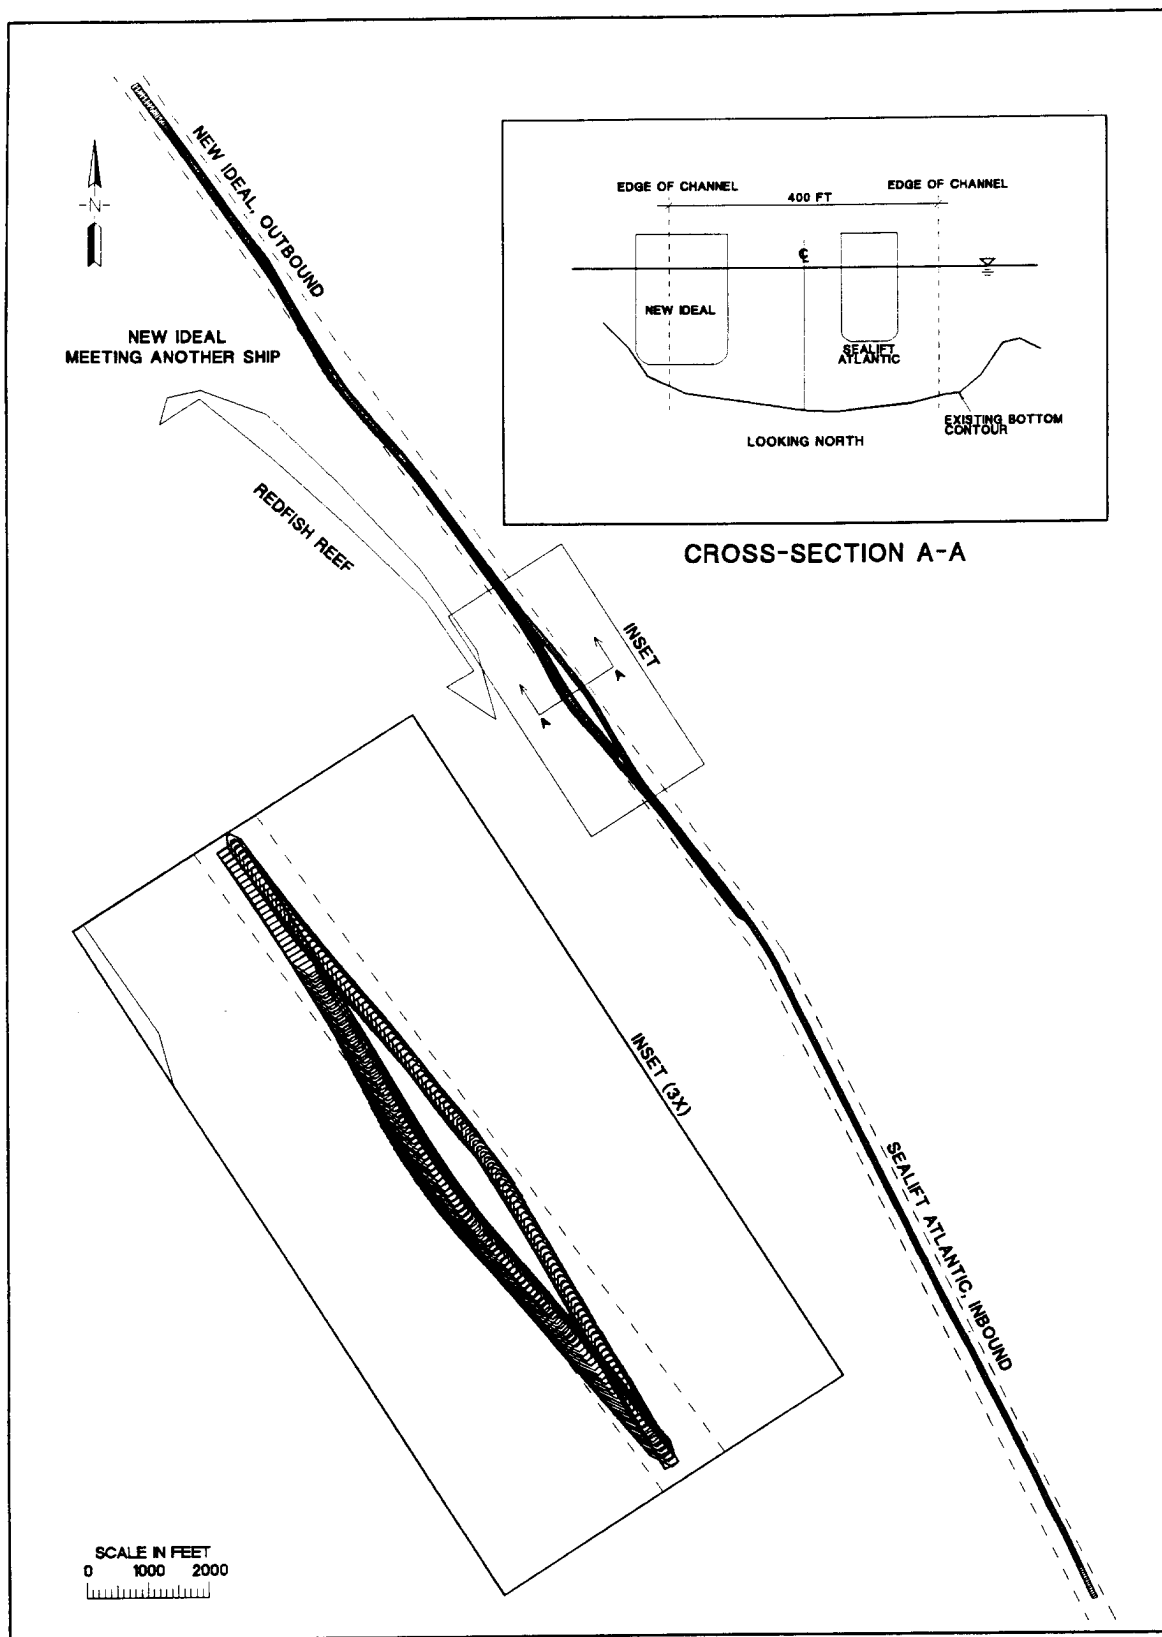 NEW IDEAL, OUTBOUND
N
NEW IDEAL
MEETING ANOTHER SHIP
REDFISH REEF
EDGE OF CHANNEL
EDGE OF CHANNEL
400 FT
℄
NEW IDEAL
SEALIFT
ATLANTIC
EXISTING BOTTOM
CONTOUR
LOOKING NORTH
CROSS-SECTION A-A
INSET
A
A
INSET (3X)
SEALIFT ATLANTIC, INBOUND
SCALE IN FEET
0 1000 2000